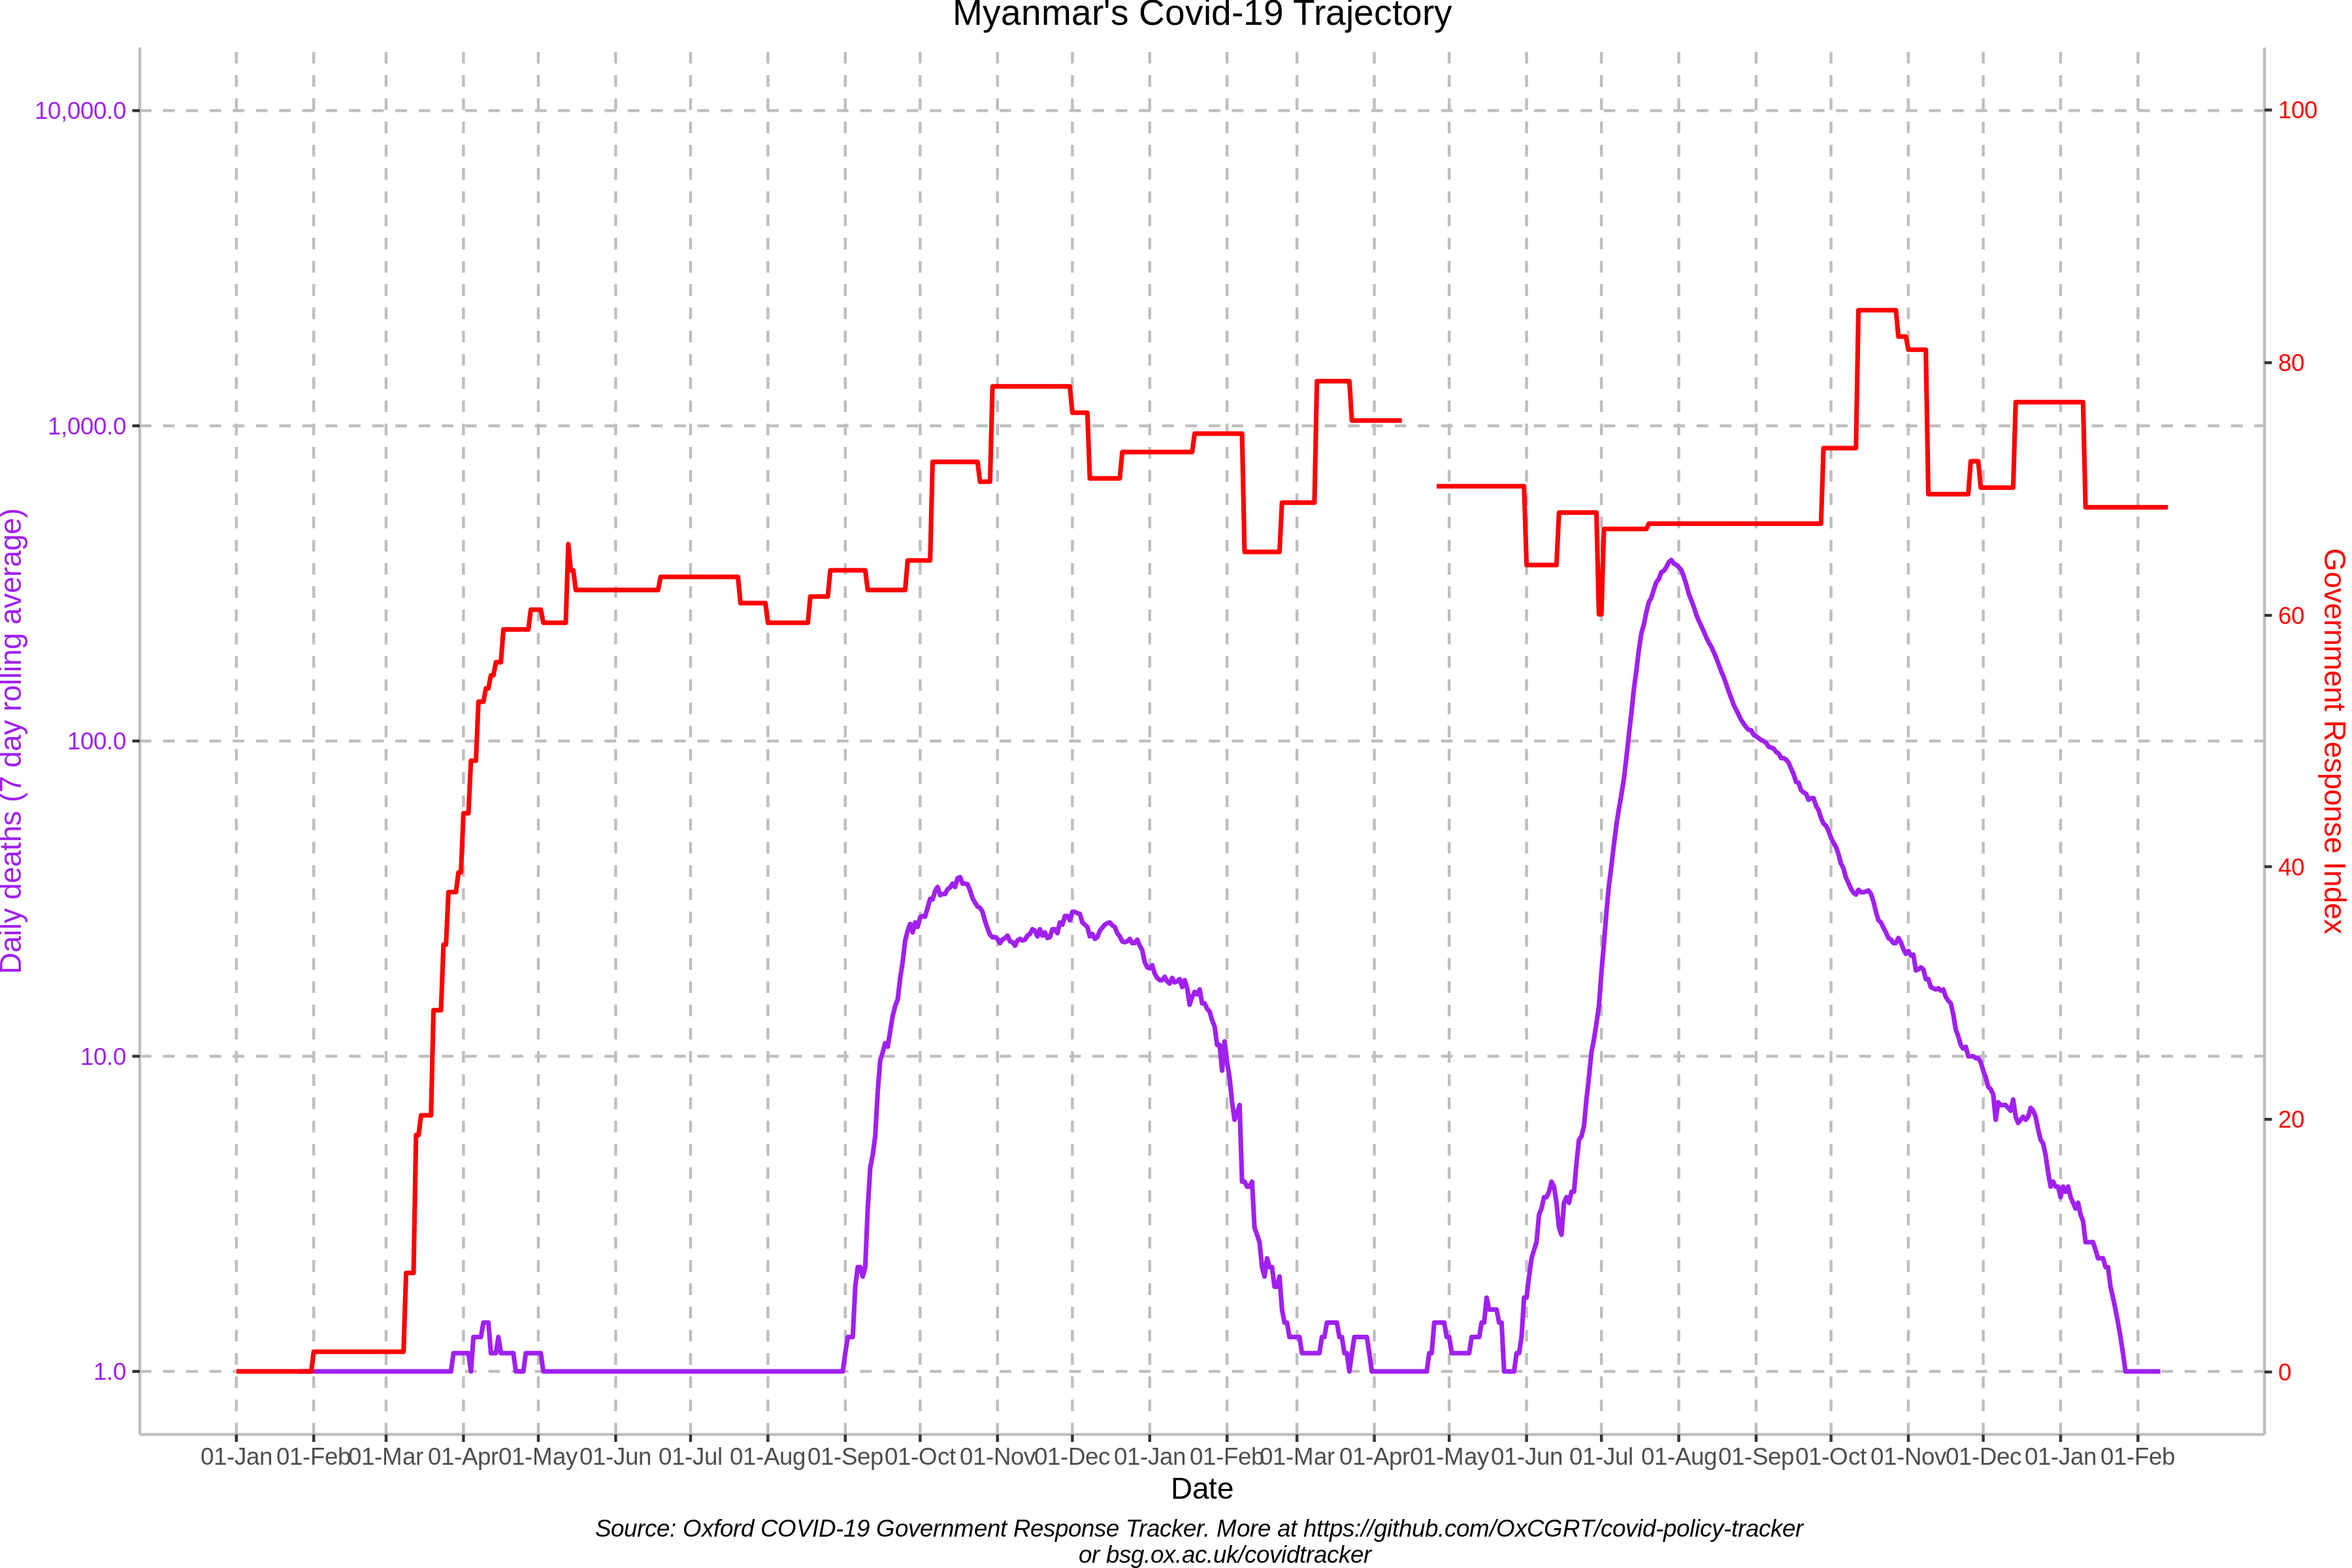 Myanmar's Covid-19 Trajectory
10,000.0
1,000.0
100.0
10.0
1.0
Daily deaths (7 day rolling average)
100
80
60
40
20
0
Government Response Index
01-Jan 01-Feb 01-Mar 01-Apr 01-May 01-Jun 01-Jul 01-Aug 01-Sep 01-Oct 01-Nov 01-Dec 01-Jan 01-Feb 01-Mar 01-Apr 01-May 01-Jun 01-Jul 01-Aug 01-Sep 01-Oct 01-Nov 01-Dec 01-Jan 01-Feb
Date
Source: Oxford COVID-19 Government Response Tracker. More at https://github.com/OxCGRT/covid-policy-tracker
or bsg.ox.ac.uk/covidtracker